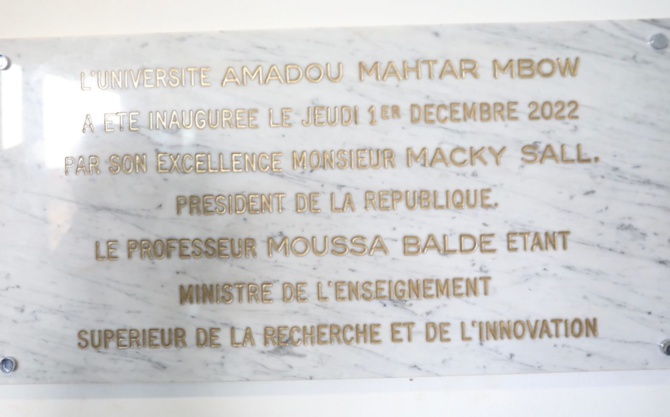 L'UNIVERSITE AMADOU MAHTAR MBOW
A ETE INAUGUREE LE JEUDI 1ER DECEMBRE 2022
PAR SON EXCELLENCE MONSIEUR MACKY SALL.
PRESIDENT DE LA REPUBLIQUE.
LE PROFESSEUR MOUSSA BALDE ETANT
MINISTRE DE L'ENSEIGNEMENT
SUPERIEUR DE LA RECHERCHE ET DE L'INNOVATION